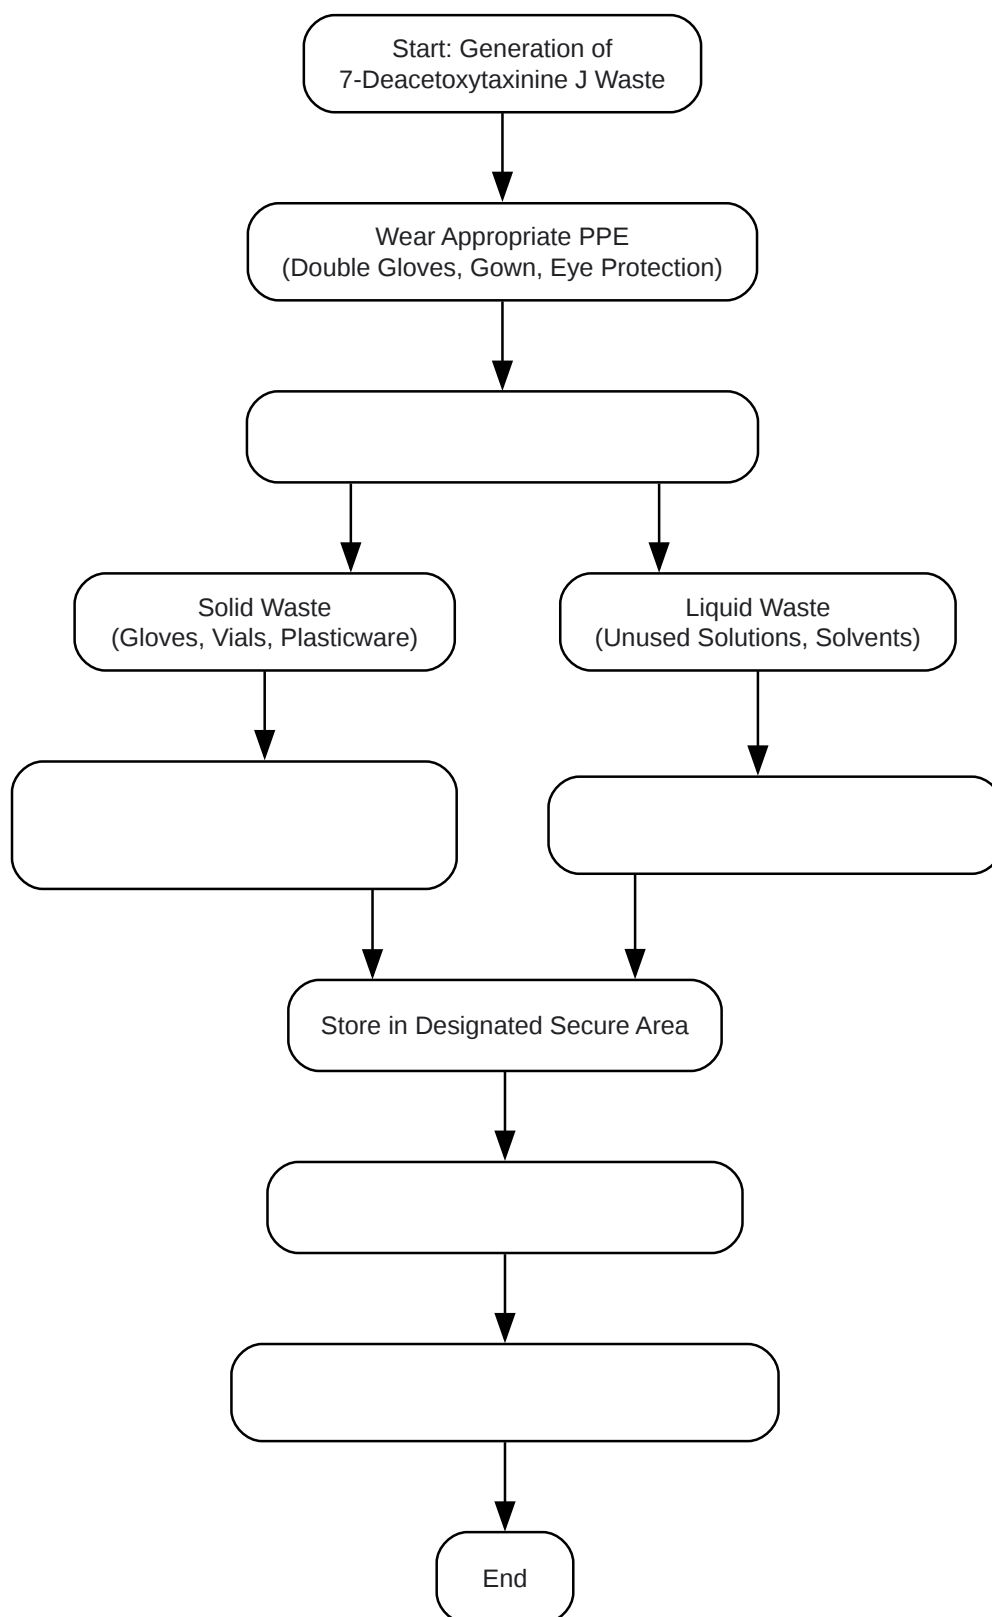 Start: Generation of
7-Deacetoxytaxinine J Waste
Wear Appropriate PPE
(Double Gloves, Gown, Eye Protection)
Solid Waste
(Gloves, Vials, Plasticware)
Liquid Waste
(Unused Solutions, Solvents)
Store in Designated Secure Area
End